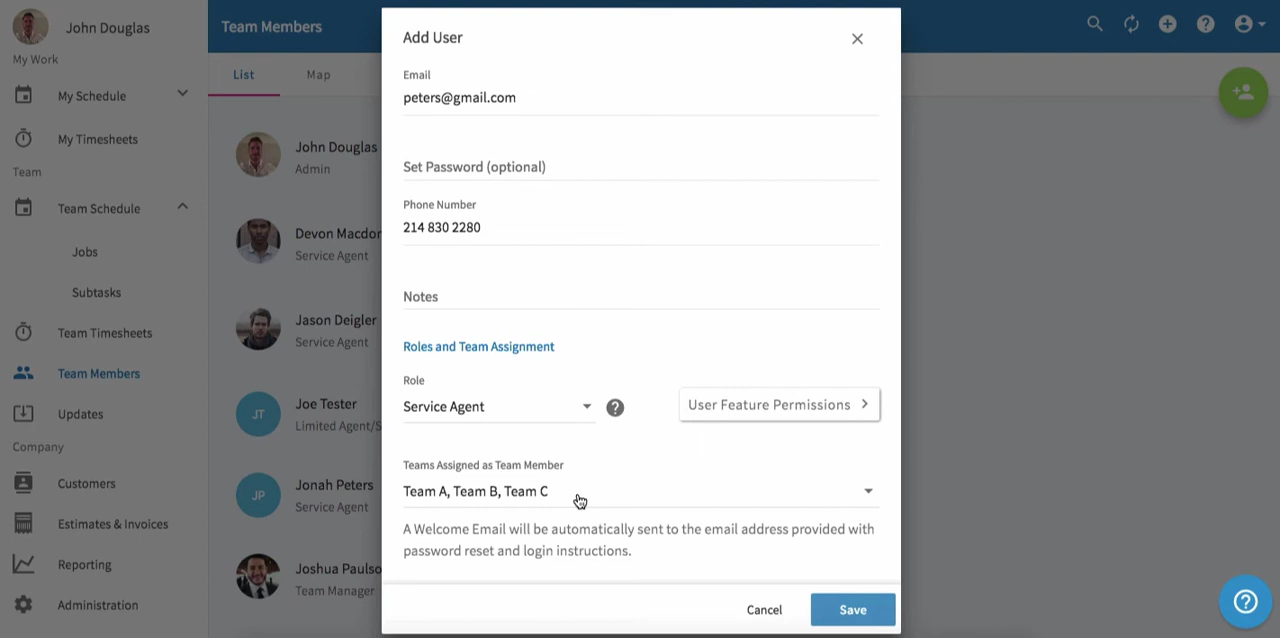 John Douglas
My Work
My Schedule
My Timesheets
Team
Team Schedule
Jobs
Subtasks
Team Timesheets
Team Members
Updates
Company
Customers
Estimates & Invoices
Reporting
Administration
Team Members
List
Map
John Douglas
Admin
Devon Macdor
Service Agent
Jason Deigler
Service Agent
JT
Joe Tester
Limited Agent/S
JP
Jonah Peters
Service Agent
Joshua Paulso
Team Manager
Add User
Email
peters@gmail.com
Set Password (optional)
Phone Number
214 830 2280
Notes
Roles and Team Assignment
Role
Service Agent
User Feature Permissions
Teams Assigned as Team Member
Team A, Team B, Team C
A Welcome Email will be automatically sent to the email address provided with
password reset and login instructions.
Cancel
Save